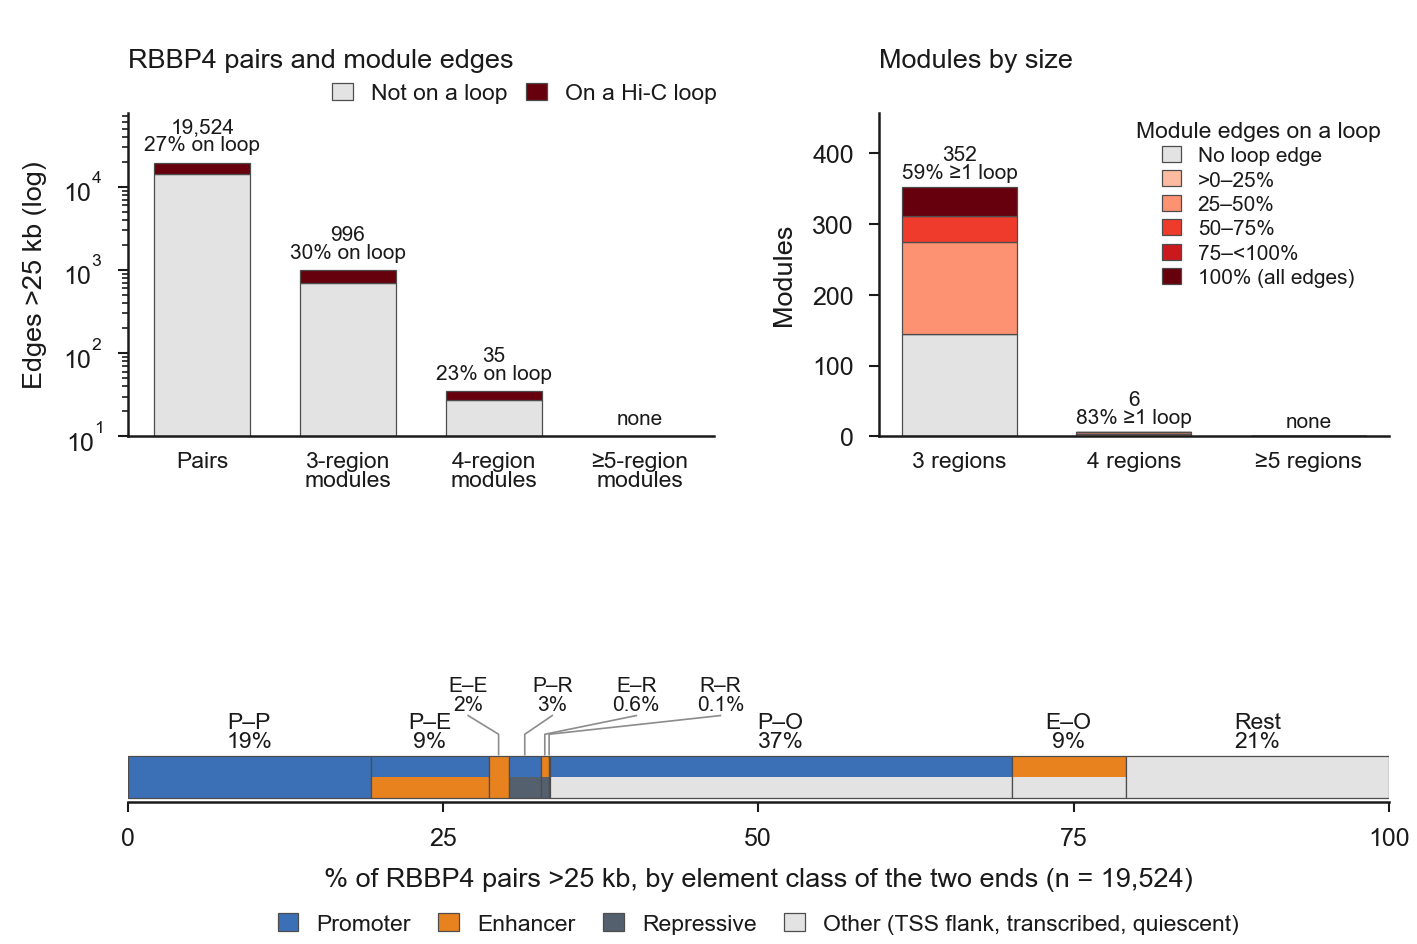 RBBP4 pairs and module edges
Not on a loop
On a Hi-C loop
Edges >25 kb (log)
10^4
10^3
10^2
10^1
19,524
27% on loop
996
30% on loop
35
23% on loop
none
Pairs
3-region
modules
4-region
modules
≥5-region
modules
Modules by size
Module edges on a loop
No loop edge
>0–25%
25–50%
50–75%
75–<100%
100% (all edges)
Modules
400
300
200
100
0
352
59% ≥1 loop
6
83% ≥1 loop
none
3 regions
4 regions
≥5 regions
P–P
19%
P–E
9%
E–E
2%
P–R
3%
E–R
0.6%
R–R
0.1%
P–O
37%
E–O
9%
Rest
21%
0
25
50
75
100
% of RBBP4 pairs >25 kb, by element class of the two ends (n = 19,524)
Promoter
Enhancer
Repressive
Other (TSS flank, transcribed, quiescent)